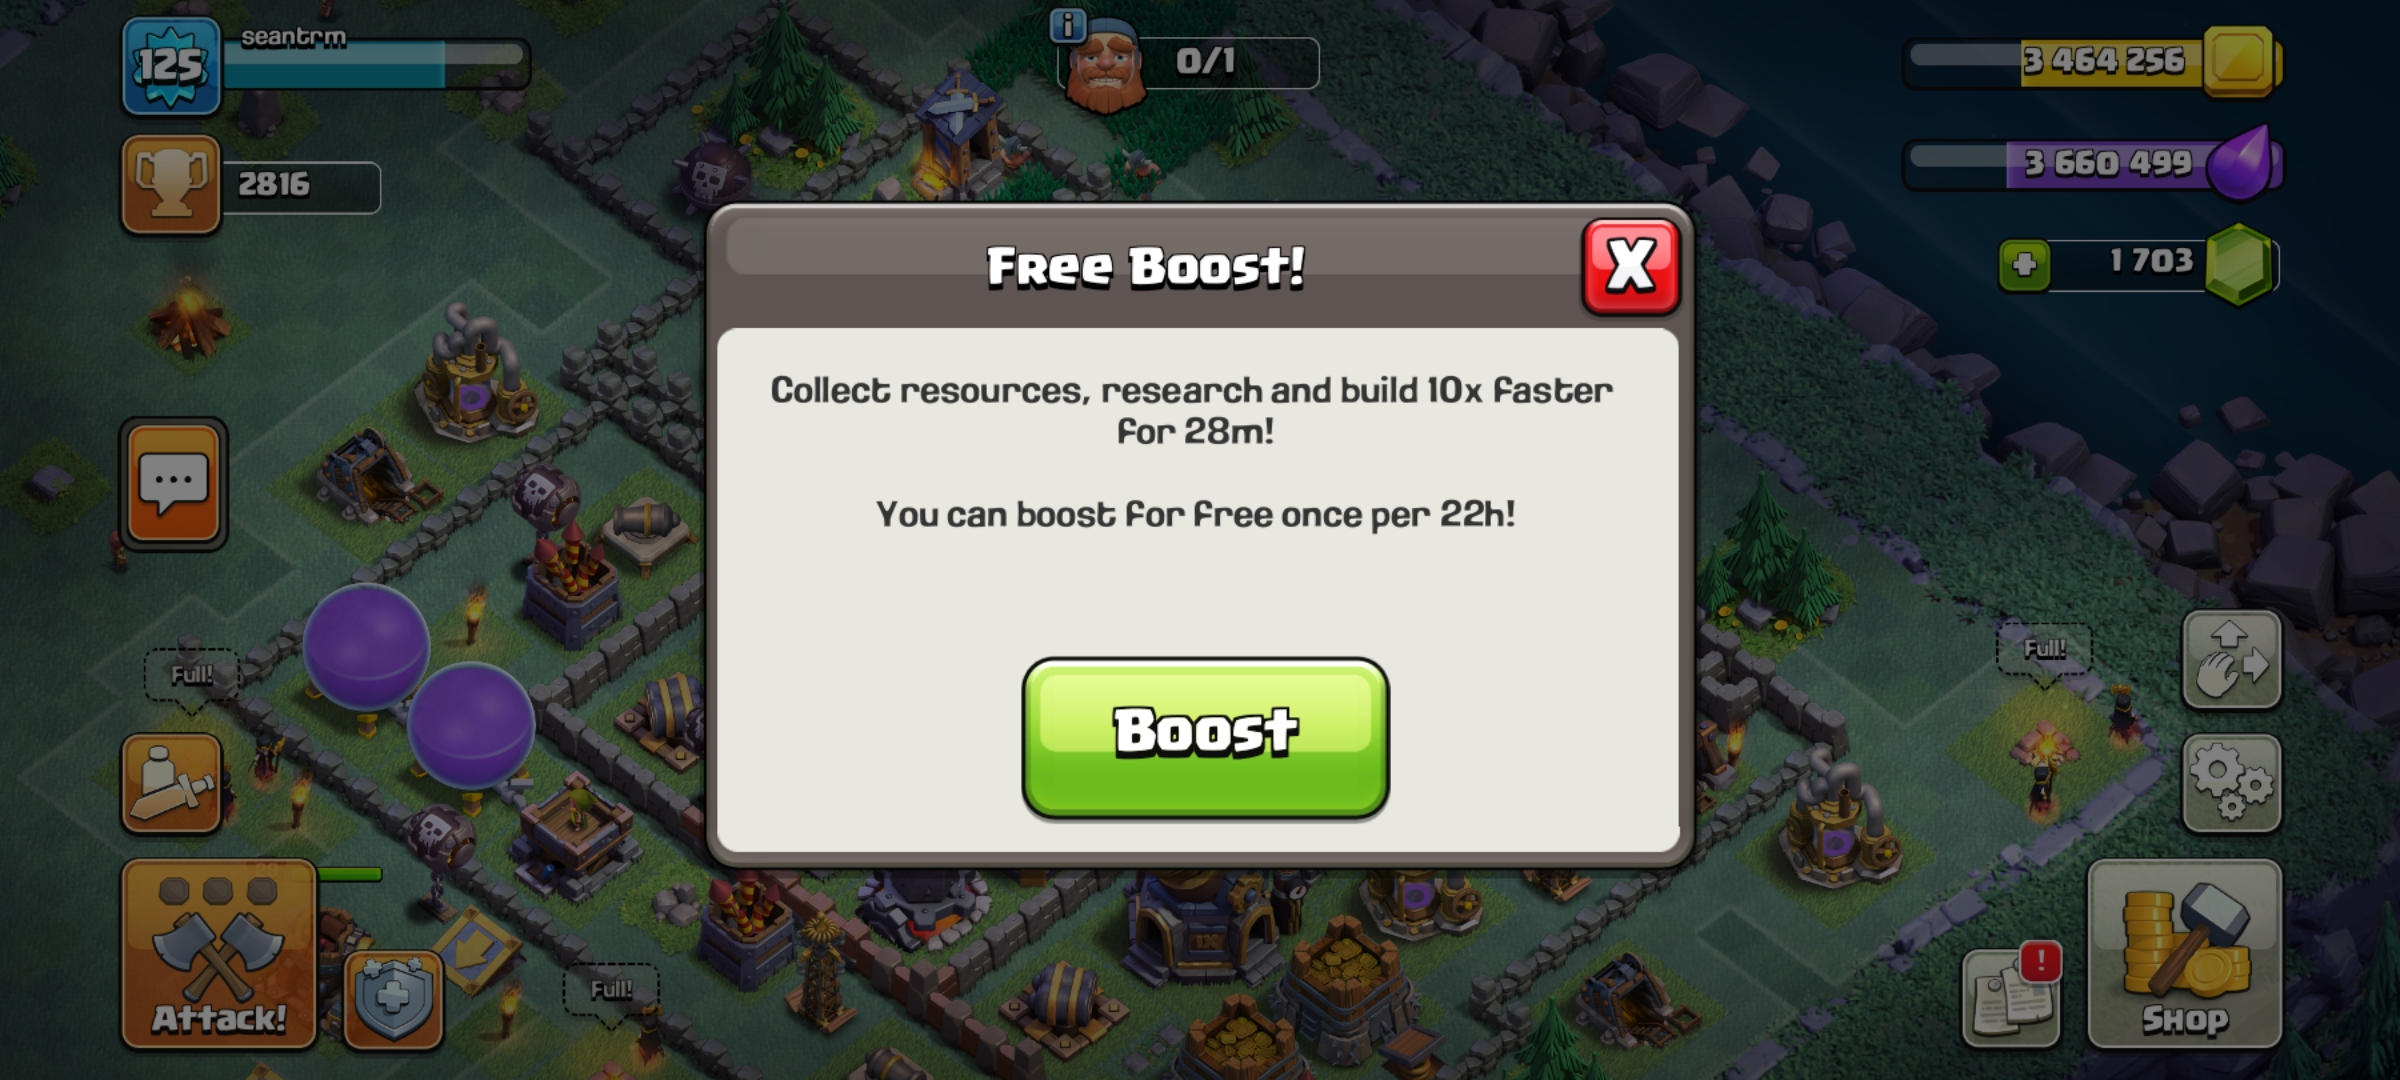 125
seantrm
0/1
3 464 256
2816
3 660 499
1 703
Free Boost!
X
Collect resources, research and build 10x faster
for 28m!
You can boost for free once per 22h!
Boost
Full!
Full!
Full!
Attack!
!
Shop